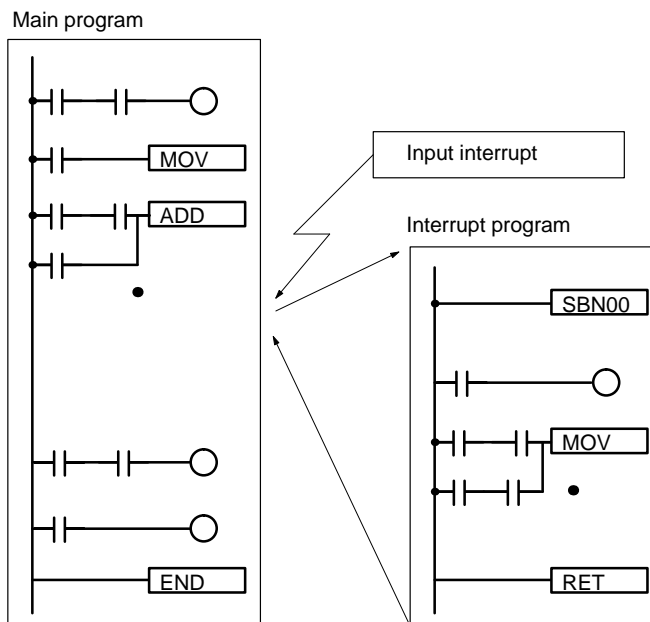 Main program
MOV
ADD
END
Input interrupt
Interrupt program
SBN00
MOV
RET